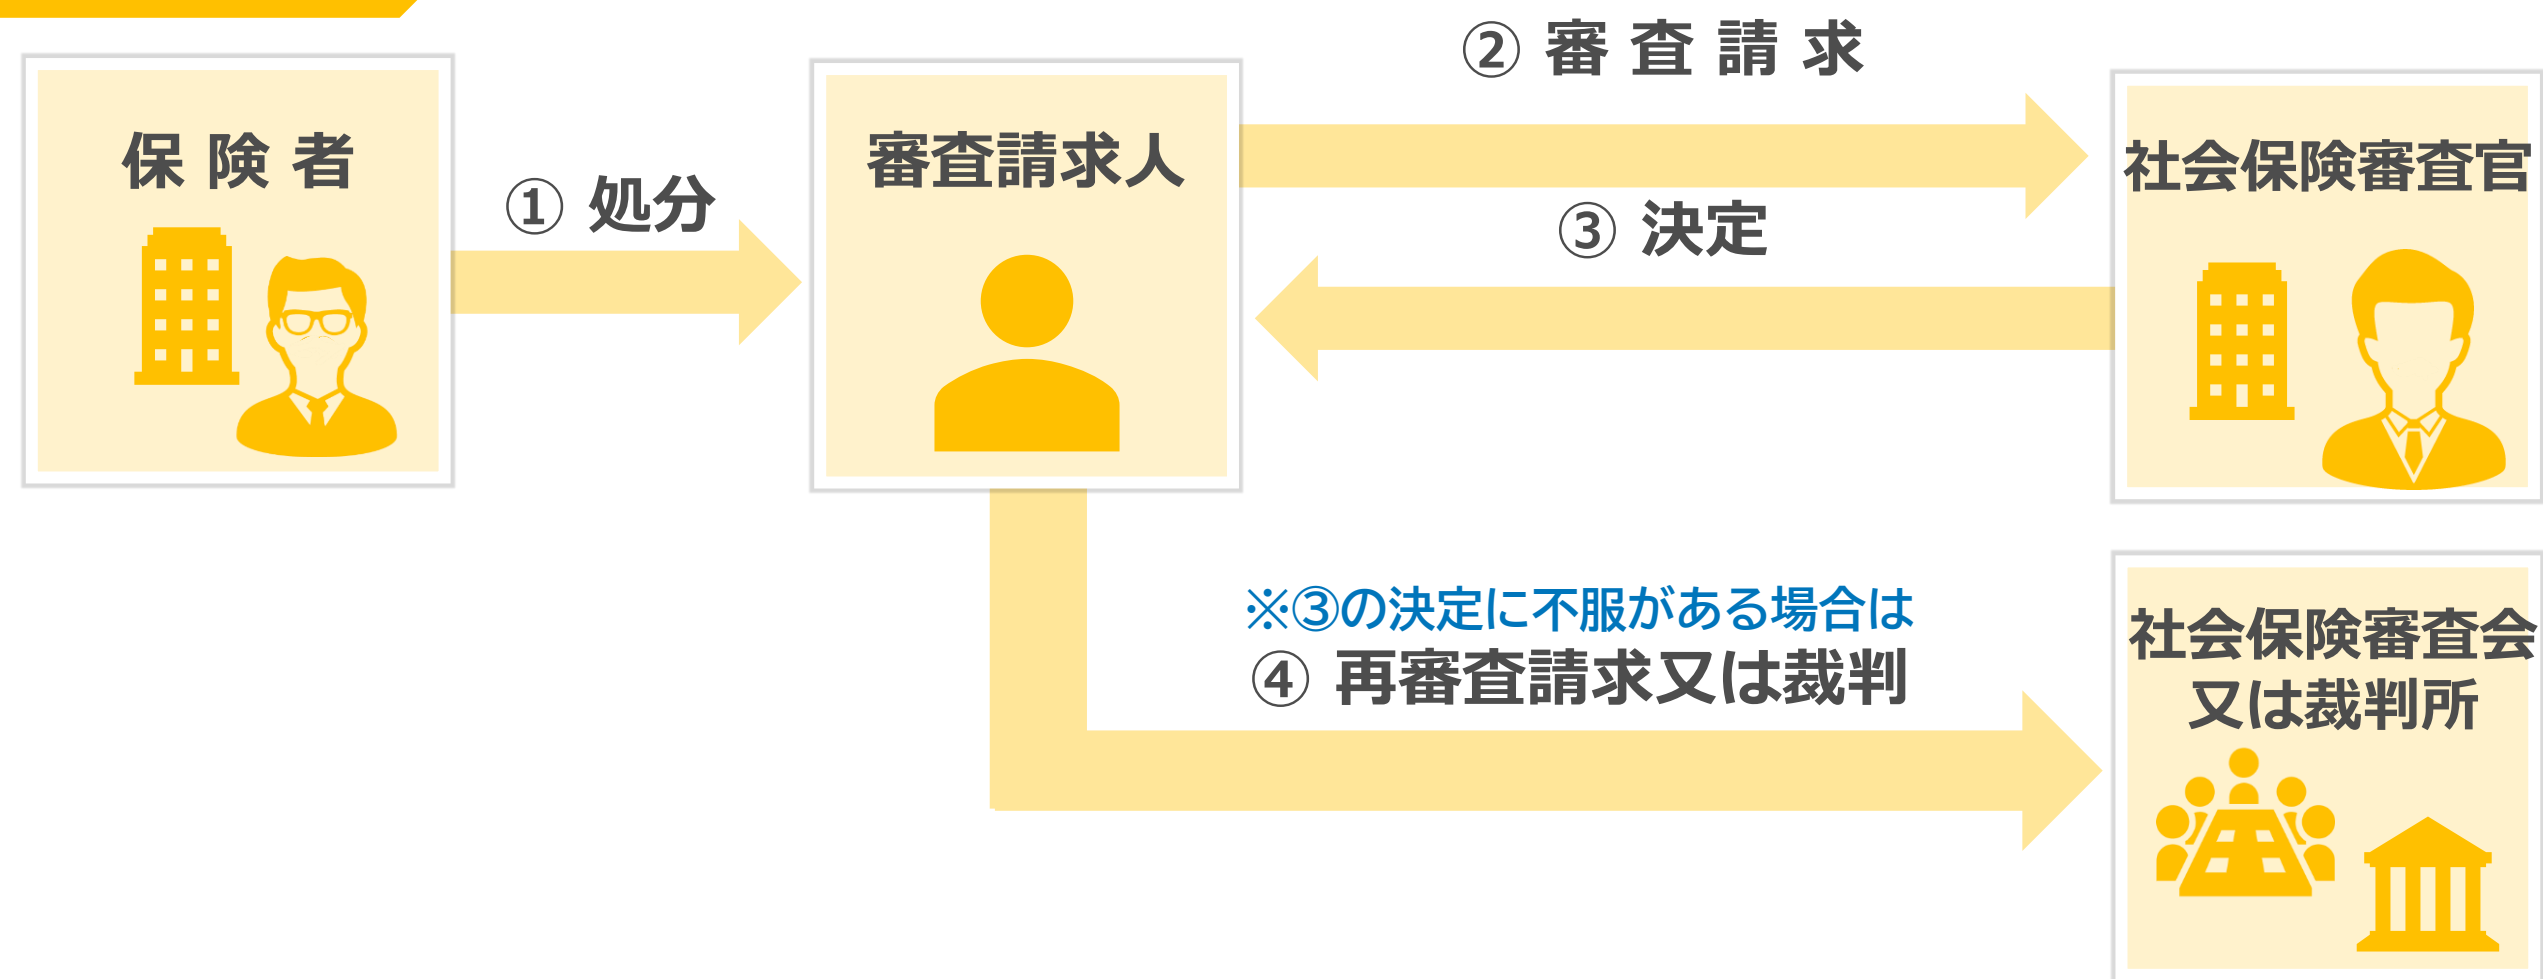 保険者
① 処分
審査請求人
② 審査請求
③ 決定
社会保険審査官
※③の決定に不服がある場合は
④ 再審査請求又は裁判
社会保険審査会
又は裁判所